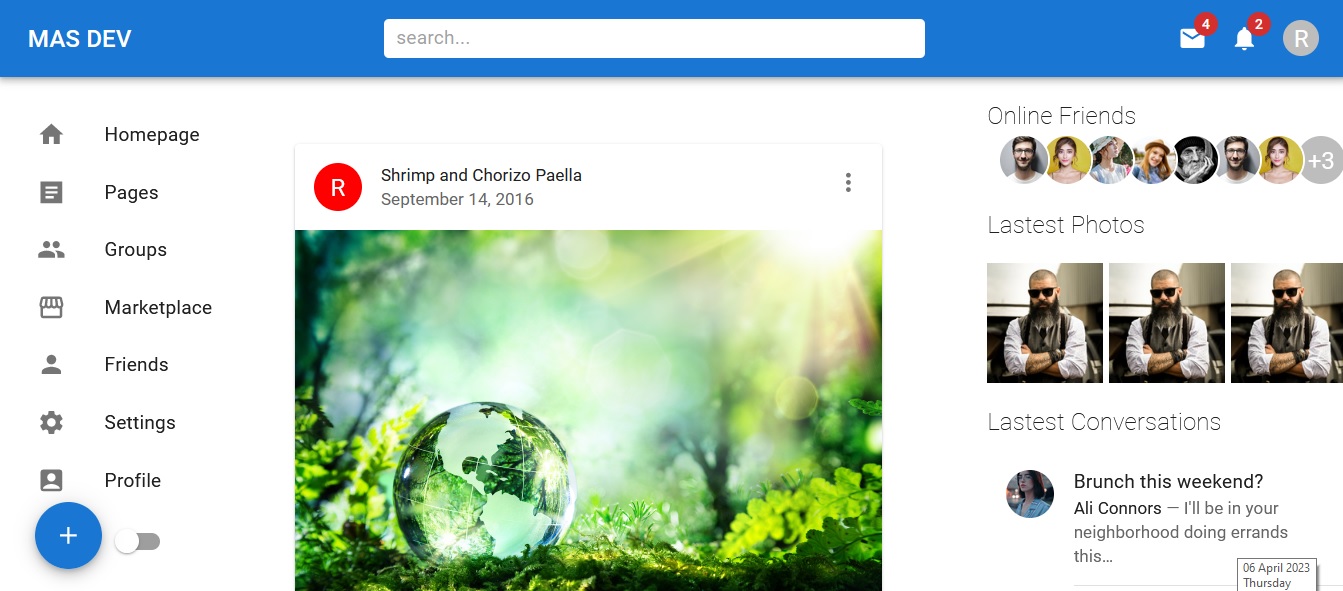 MAS DEV
search...
4
2
R
Homepage
Pages
Groups
Marketplace
Friends
Settings
Profile
+
R
Shrimp and Chorizo Paella
September 14, 2016
Online Friends
+3
Lastest Photos
Lastest Conversations
Brunch this weekend?
Ali Connors — I'll be in your
neighborhood doing errands
this…
06 April 2023
Thursday